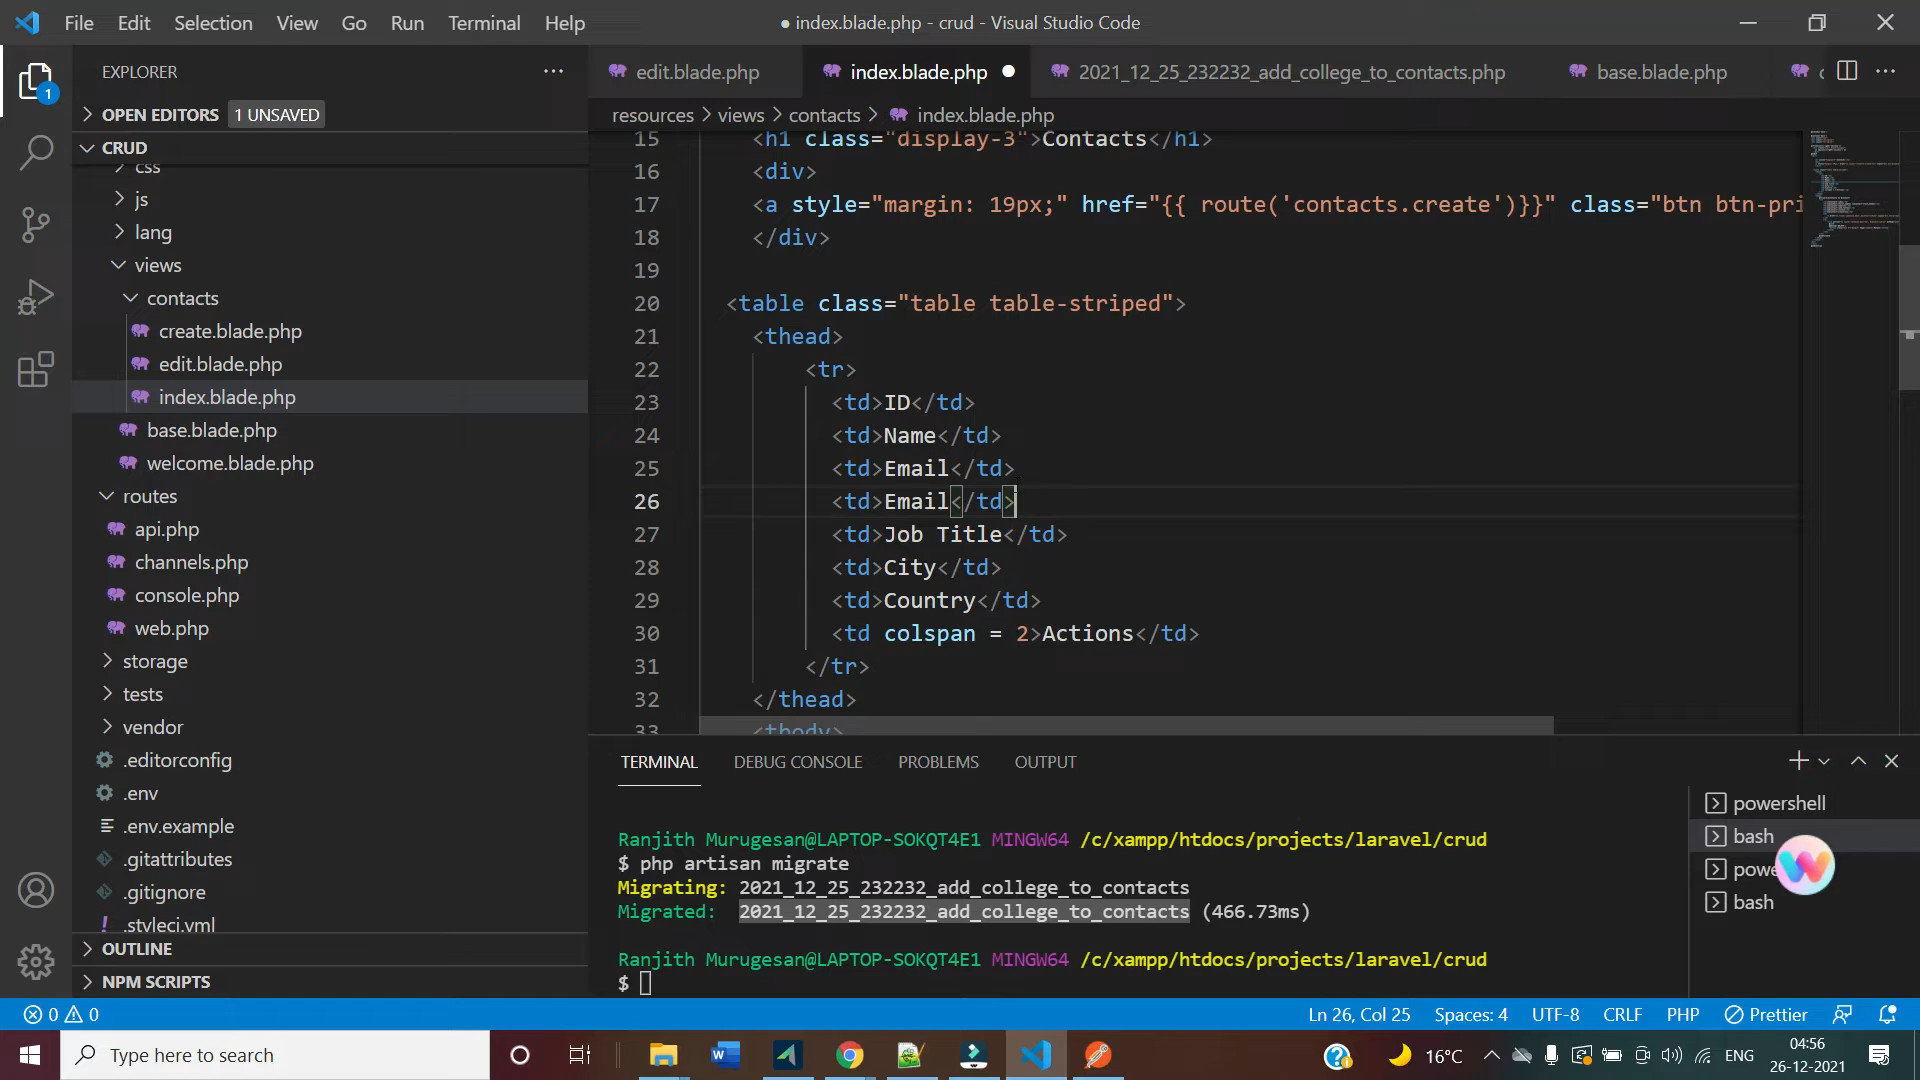 File Edit Selection View Go Run Terminal Help
● index.blade.php - crud - Visual Studio Code
EXPLORER
1
OPEN EDITORS 1 UNSAVED
CRUD
css
js
lang
views
contacts
create.blade.php
edit.blade.php
index.blade.php
base.blade.php
welcome.blade.php
routes
api.php
channels.php
console.php
web.php
storage
tests
vendor
.editorconfig
.env
.env.example
.gitattributes
.gitignore
.styleci.yml
OUTLINE
NPM SCRIPTS
edit.blade.php index.blade.php 2021_12_25_232232_add_college_to_contacts.php base.blade.php
resources > views > contacts > index.blade.php
15 <h1 class="display-3">Contacts</h1>
16 <div>
17 <a style="margin: 19px;" href="{{ route('contacts.create')}}" class="btn btn-pri
18 </div>
19
20 <table class="table table-striped">
21 <thead>
22 <tr>
23 <td>ID</td>
24 <td>Name</td>
25 <td>Email</td>
26 <td>Email</td>
27 <td>Job Title</td>
28 <td>City</td>
29 <td>Country</td>
30 <td colspan = 2>Actions</td>
31 </tr>
32 </thead>
33 <tbody>
TERMINAL DEBUG CONSOLE PROBLEMS OUTPUT
Ranjith Murugesan@LAPTOP-SOKQT4E1 MINGW64 /c/xampp/htdocs/projects/laravel/crud
$ php artisan migrate
Migrating: 2021_12_25_232232_add_college_to_contacts
Migrated: 2021_12_25_232232_add_college_to_contacts (466.73ms)
Ranjith Murugesan@LAPTOP-SOKQT4E1 MINGW64 /c/xampp/htdocs/projects/laravel/crud
$
powershell
bash
powe
bash
0 0
Ln 26, Col 25 Spaces: 4 UTF-8 CRLF PHP Prettier
Type here to search
16°C ENG
04:56
26-12-2021